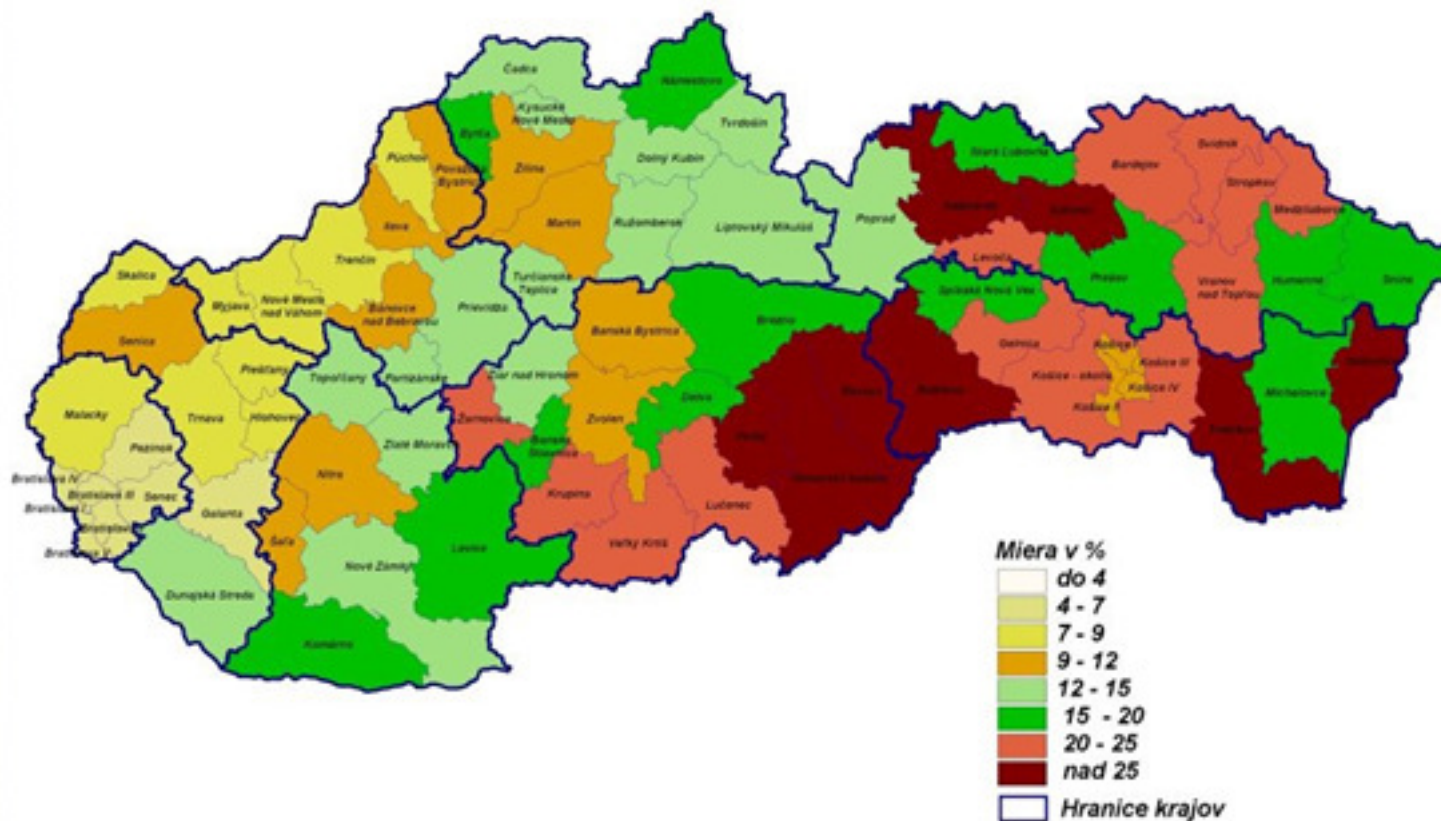 Čadca
Námestovo
Kysucké
Nové Mesto
Bytča
Tvrdošín
Púchov
Považská
Bystrica
Žilina
Dolný Kubín
Stará Ľubovňa
Bardejov
Svidník
Stropkov
Medzilaborce
Ilava
Martin
Ružomberok
Liptovský Mikuláš
Poprad
Kežmarok
Sabinov
Trenčín
Turčianske
Teplice
Levoča
Prešov
Vranov
nad Topľou
Humenné
Snina
Skalica
Myjava
Nové Mesto
nad Váhom
Bánovce
nad Bebravou
Prievidza
Spišská Nová Ves
Senica
Banská Bystrica
Brezno
Gelnica
Košice I
Košice III
Piešťany
Topoľčany
Partizánske
Žiar nad Hronom
Košice - okolie
Košice IV
Košice II
Malacky
Trnava
Hlohovec
Žarnovica
Zvolen
Detva
Michalovce
Pezinok
Zlaté Moravce
Banská
Štiavnica
Nitra
Bratislava IV
Bratislava III
Senec
Galanta
Krupina
Lučenec
Bratislava V
Šaľa
Nové Zámky
Levice
Veľký Krtíš
Dunajská Streda
Komárno
Miera v %
do 4
4 - 7
7 - 9
9 - 12
12 - 15
15 - 20
20 - 25
nad 25
Hranice krajov